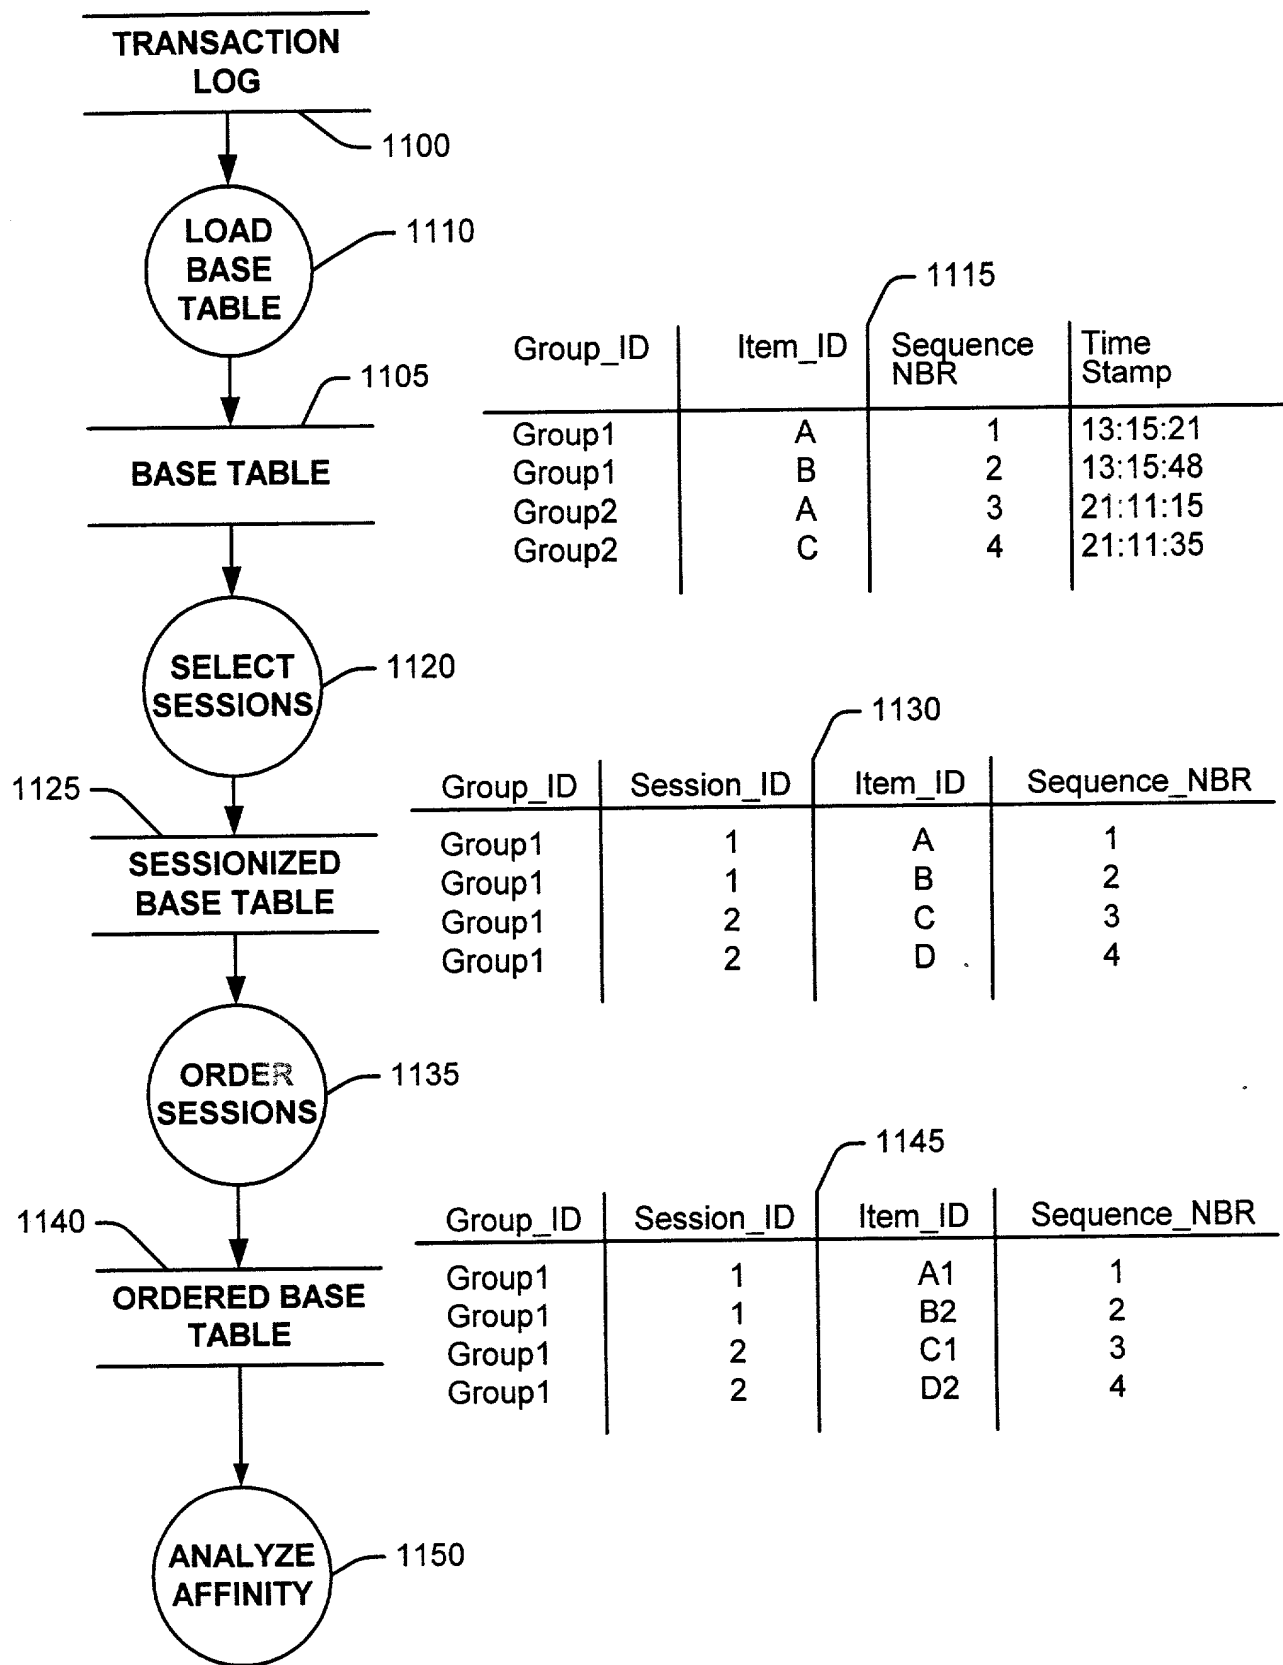 TRANSACTION
LOG
1100
LOAD
BASE
TABLE
1110
1105
BASE TABLE
1115
Group_ID Item_ID Sequence NBR Time Stamp
Group1 A 1 13:15:21
Group1 B 2 13:15:48
Group2 A 3 21:11:15
Group2 C 4 21:11:35
SELECT
SESSIONS
1120
1125
SESSIONIZED
BASE TABLE
1130
Group_ID Session_ID Item_ID Sequence_NBR
Group1 1 A 1
Group1 1 B 2
Group1 2 C 3
Group1 2 D 4
ORDER
SESSIONS
1135
1140
ORDERED BASE
TABLE
1145
Group_ID Session_ID Item_ID Sequence_NBR
Group1 1 A1 1
Group1 1 B2 2
Group1 2 C1 3
Group1 2 D2 4
ANALYZE
AFFINITY
1150